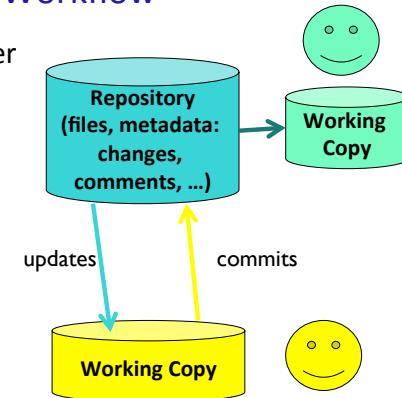 Workflow
er
Repository
(files, metadata:
changes,
comments, ...)
Working
Copy
updates
commits
Working Copy